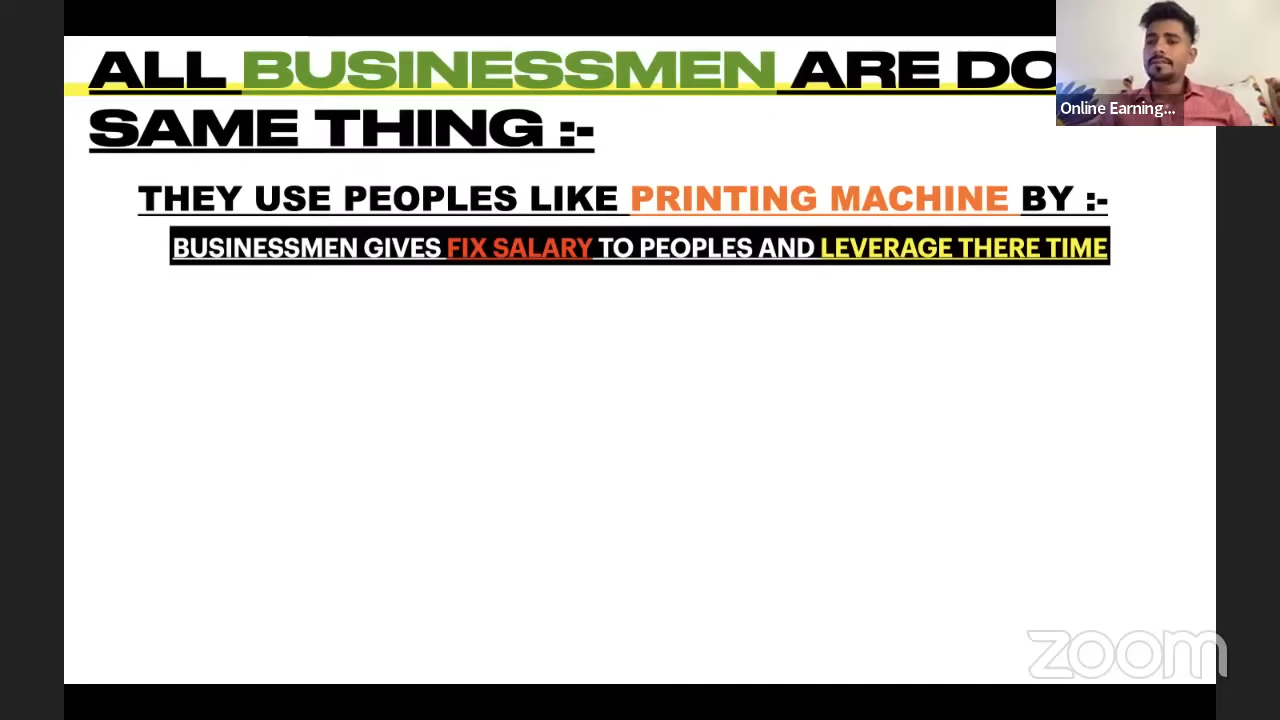 ALL BUSINESSMEN ARE DO
SAME THING :-
Online Earning...
THEY USE PEOPLES LIKE PRINTING MACHINE BY :-
BUSINESSMEN GIVES FIX SALARY TO PEOPLES AND LEVERAGE THERE TIME
zoom